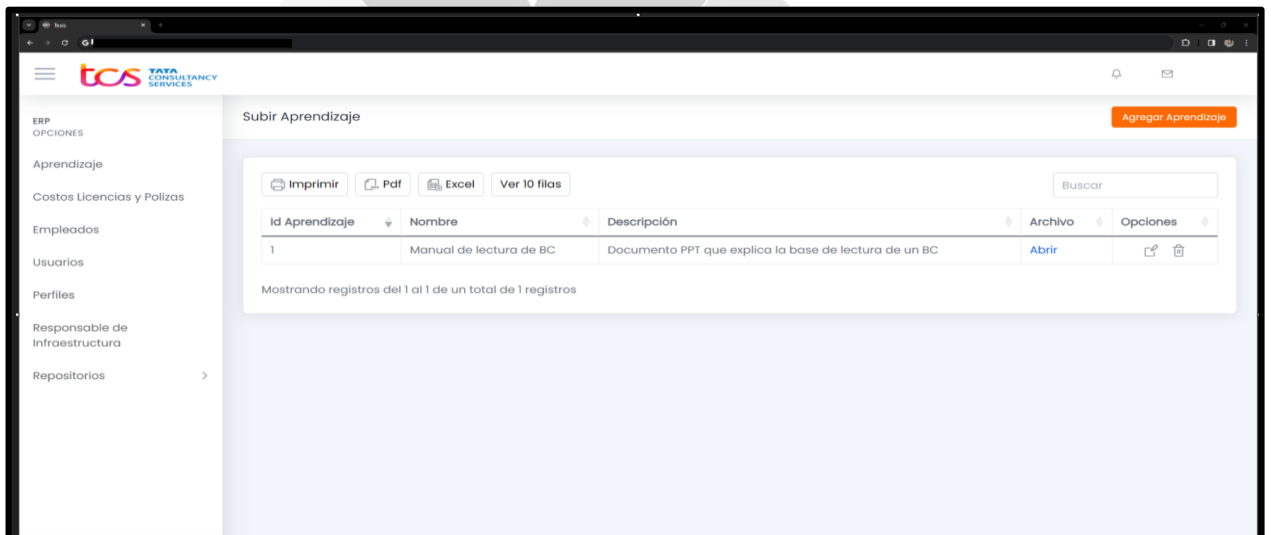 Tesis
tcs TATA
CONSULTANCY
SERVICES
ERP
OPCIONES
Aprendizaje
Costos Licencias y Polizas
Empleados
Usuarios
Perfiles
Responsable de
Infraestructura
Repositorios
Subir Aprendizaje
Agregar Aprendizaje
Imprimir Pdf Excel Ver 10 filas
Buscar
Id Aprendizaje Nombre Descripción Archivo Opciones
1 Manual de lectura de BC Documento PPT que explica la base de lectura de un BC Abrir
Mostrando registros del 1 al 1 de un total de 1 registros